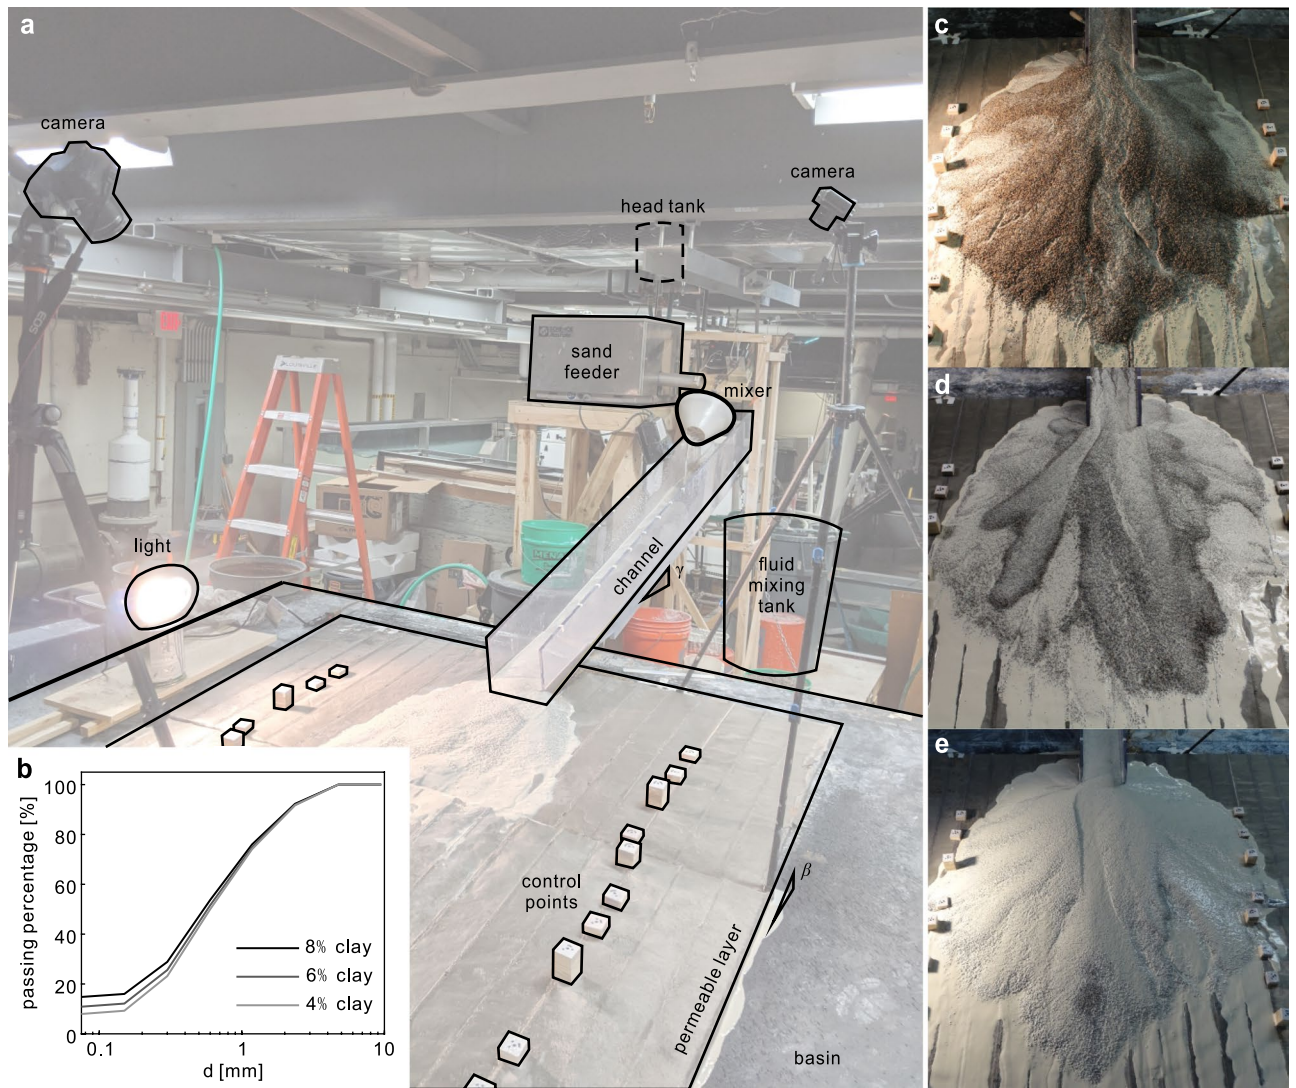 a
camera
camera
head tank
sand
feeder
mixer
light
channel
γ
fluid
mixing
tank
control
points
β
permeable layer
basin
b
passing percentage [%]
100
80
60
40
20
0
8% clay
6% clay
4% clay
0.1
1
10
d [mm]
c
d
e